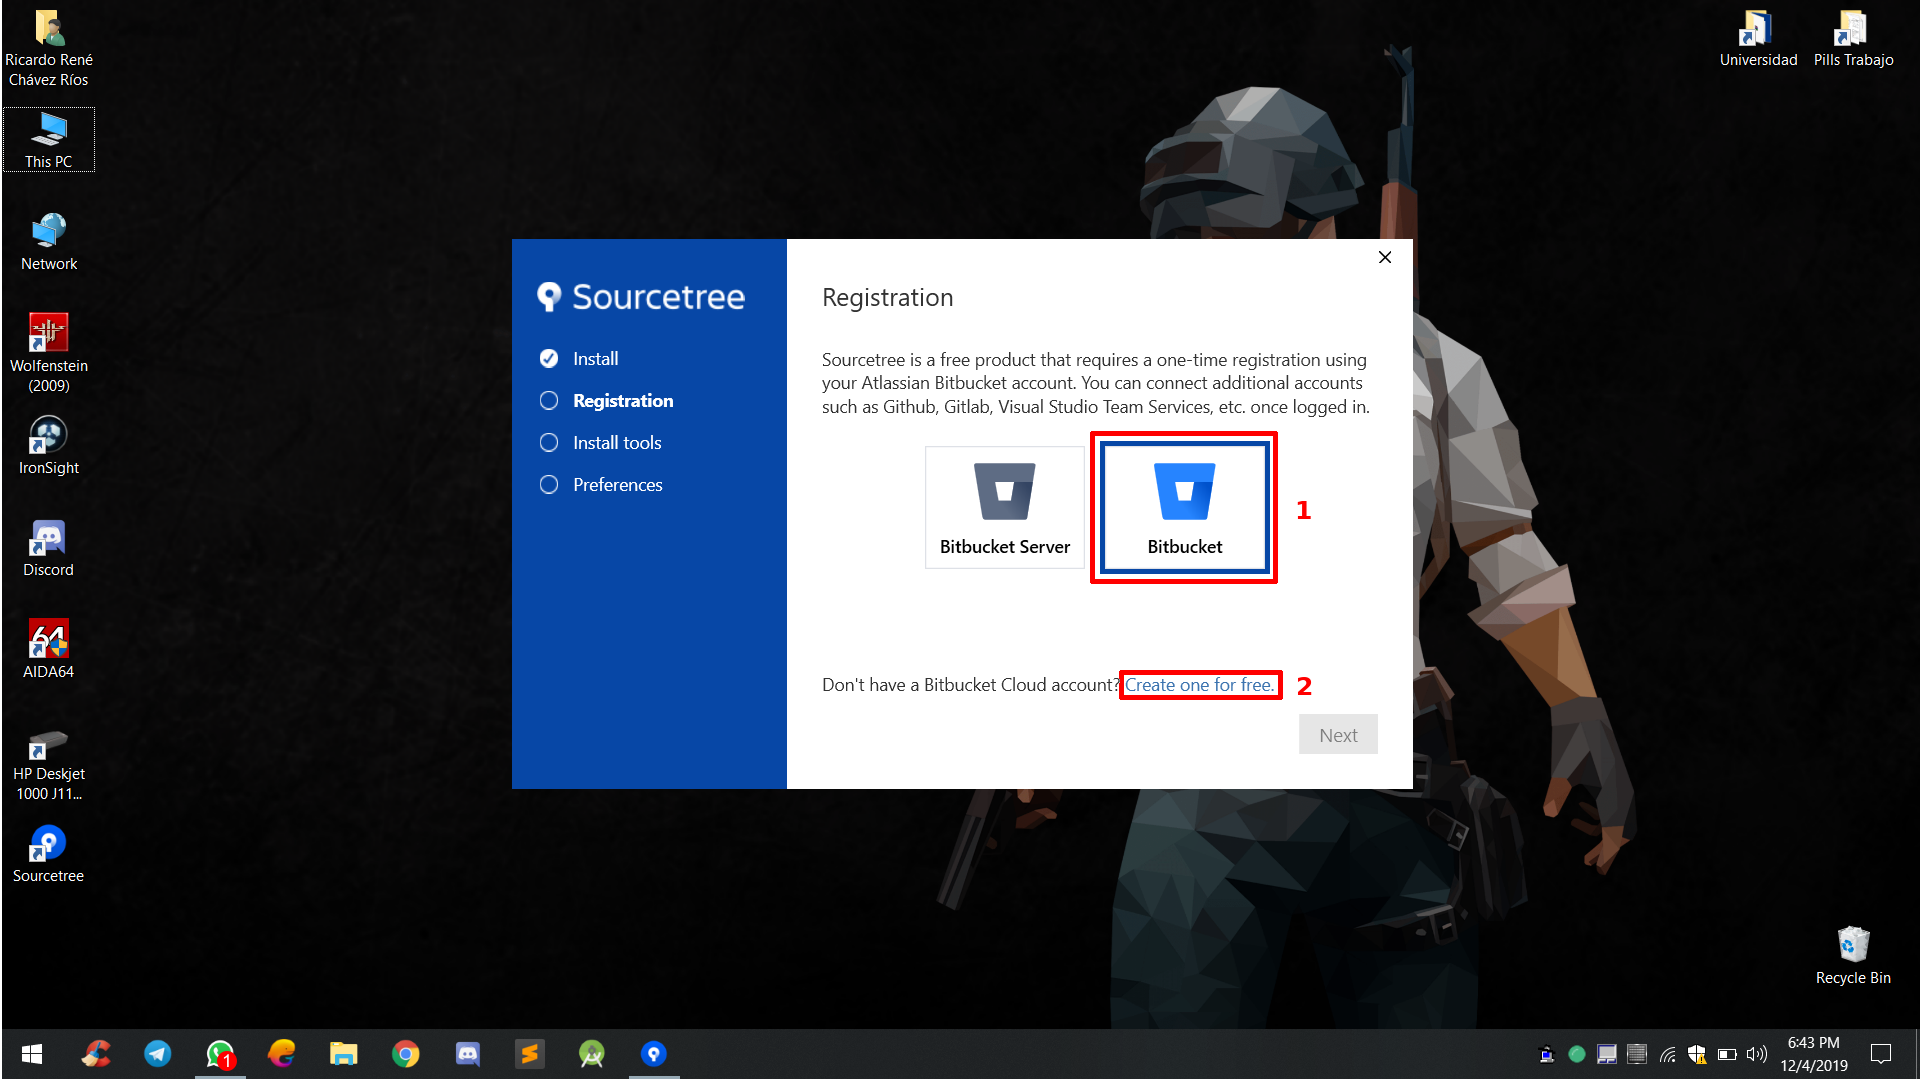 Ricardo René
Chávez Ríos
This PC
Network
Wolfenstein
(2009)
IronSight
Discord
64
AIDA64
HP Deskjet
1000 J11...
Sourcetree
Universidad
Pills Trabajo
Sourcetree
Install
Registration
Install tools
Preferences
Registration
Sourcetree is a free product that requires a one-time registration using
your Atlassian Bitbucket account. You can connect additional accounts
such as Github, Gitlab, Visual Studio Team Services, etc. once logged in.
Bitbucket Server
Bitbucket
1
Don't have a Bitbucket Cloud account? Create one for free.
2
Next
Recycle Bin
1
6:43 PM
12/4/2019